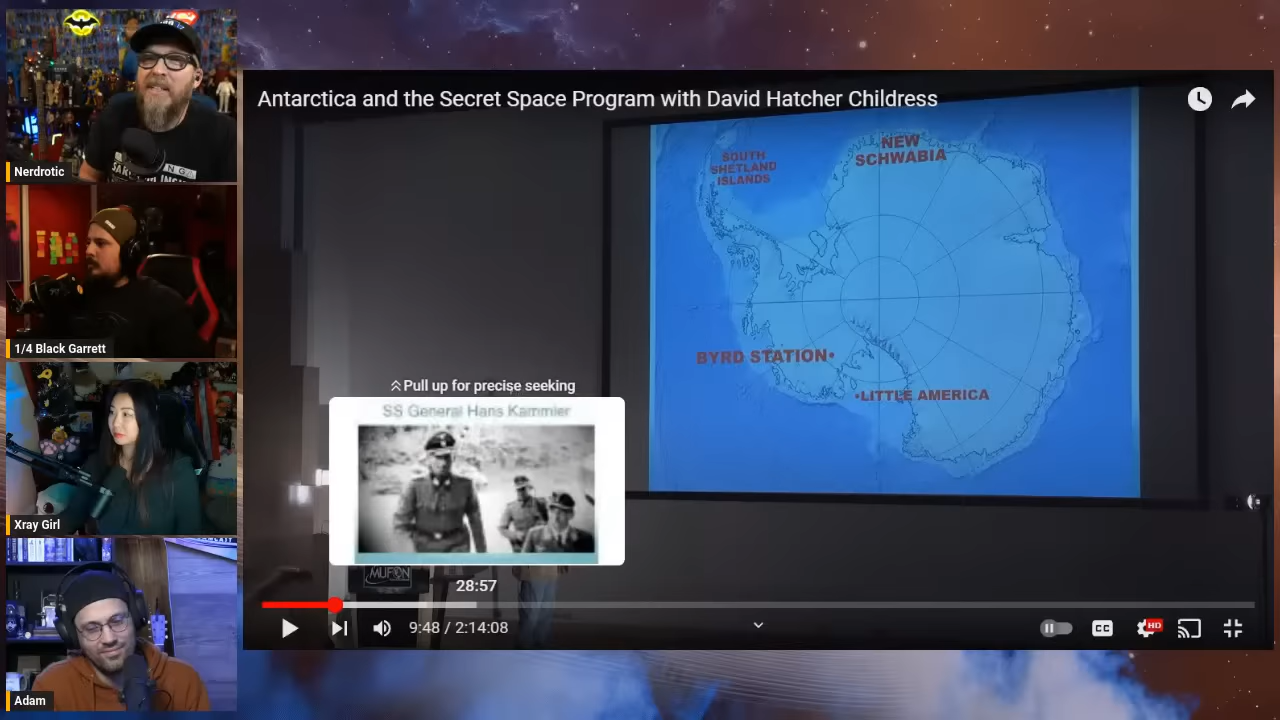 Nerdrotic
1/4 Black Garrett
Xray Girl
Adam
Antarctica and the Secret Space Program with David Hatcher Childress
SOUTH
SHETLAND
ISLANDS
NEW
SCHWABIA
BYRD STATION
LITTLE AMERICA
Pull up for precise seeking
SS General Hans Kammler
MUFON
28:57
9:48 / 2:14:08
CC
HD